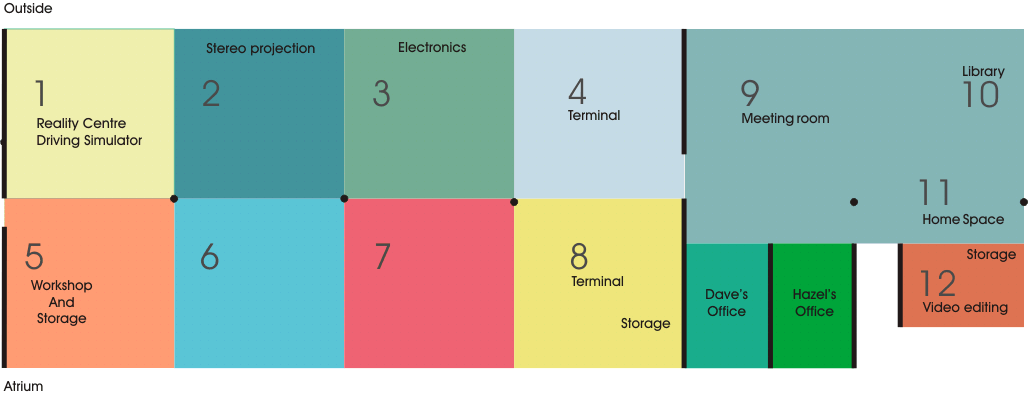 Outside
1
Reality Centre
Driving Simulator
Stereo projection
2
Electronics
3
4
Terminal
9
Meeting room
Library
10
11
Home Space
5
Workshop
And
Storage
6
7
8
Terminal
Storage
Dave's
Office
Hazel's
Office
Storage
12
Video editing
Atrium